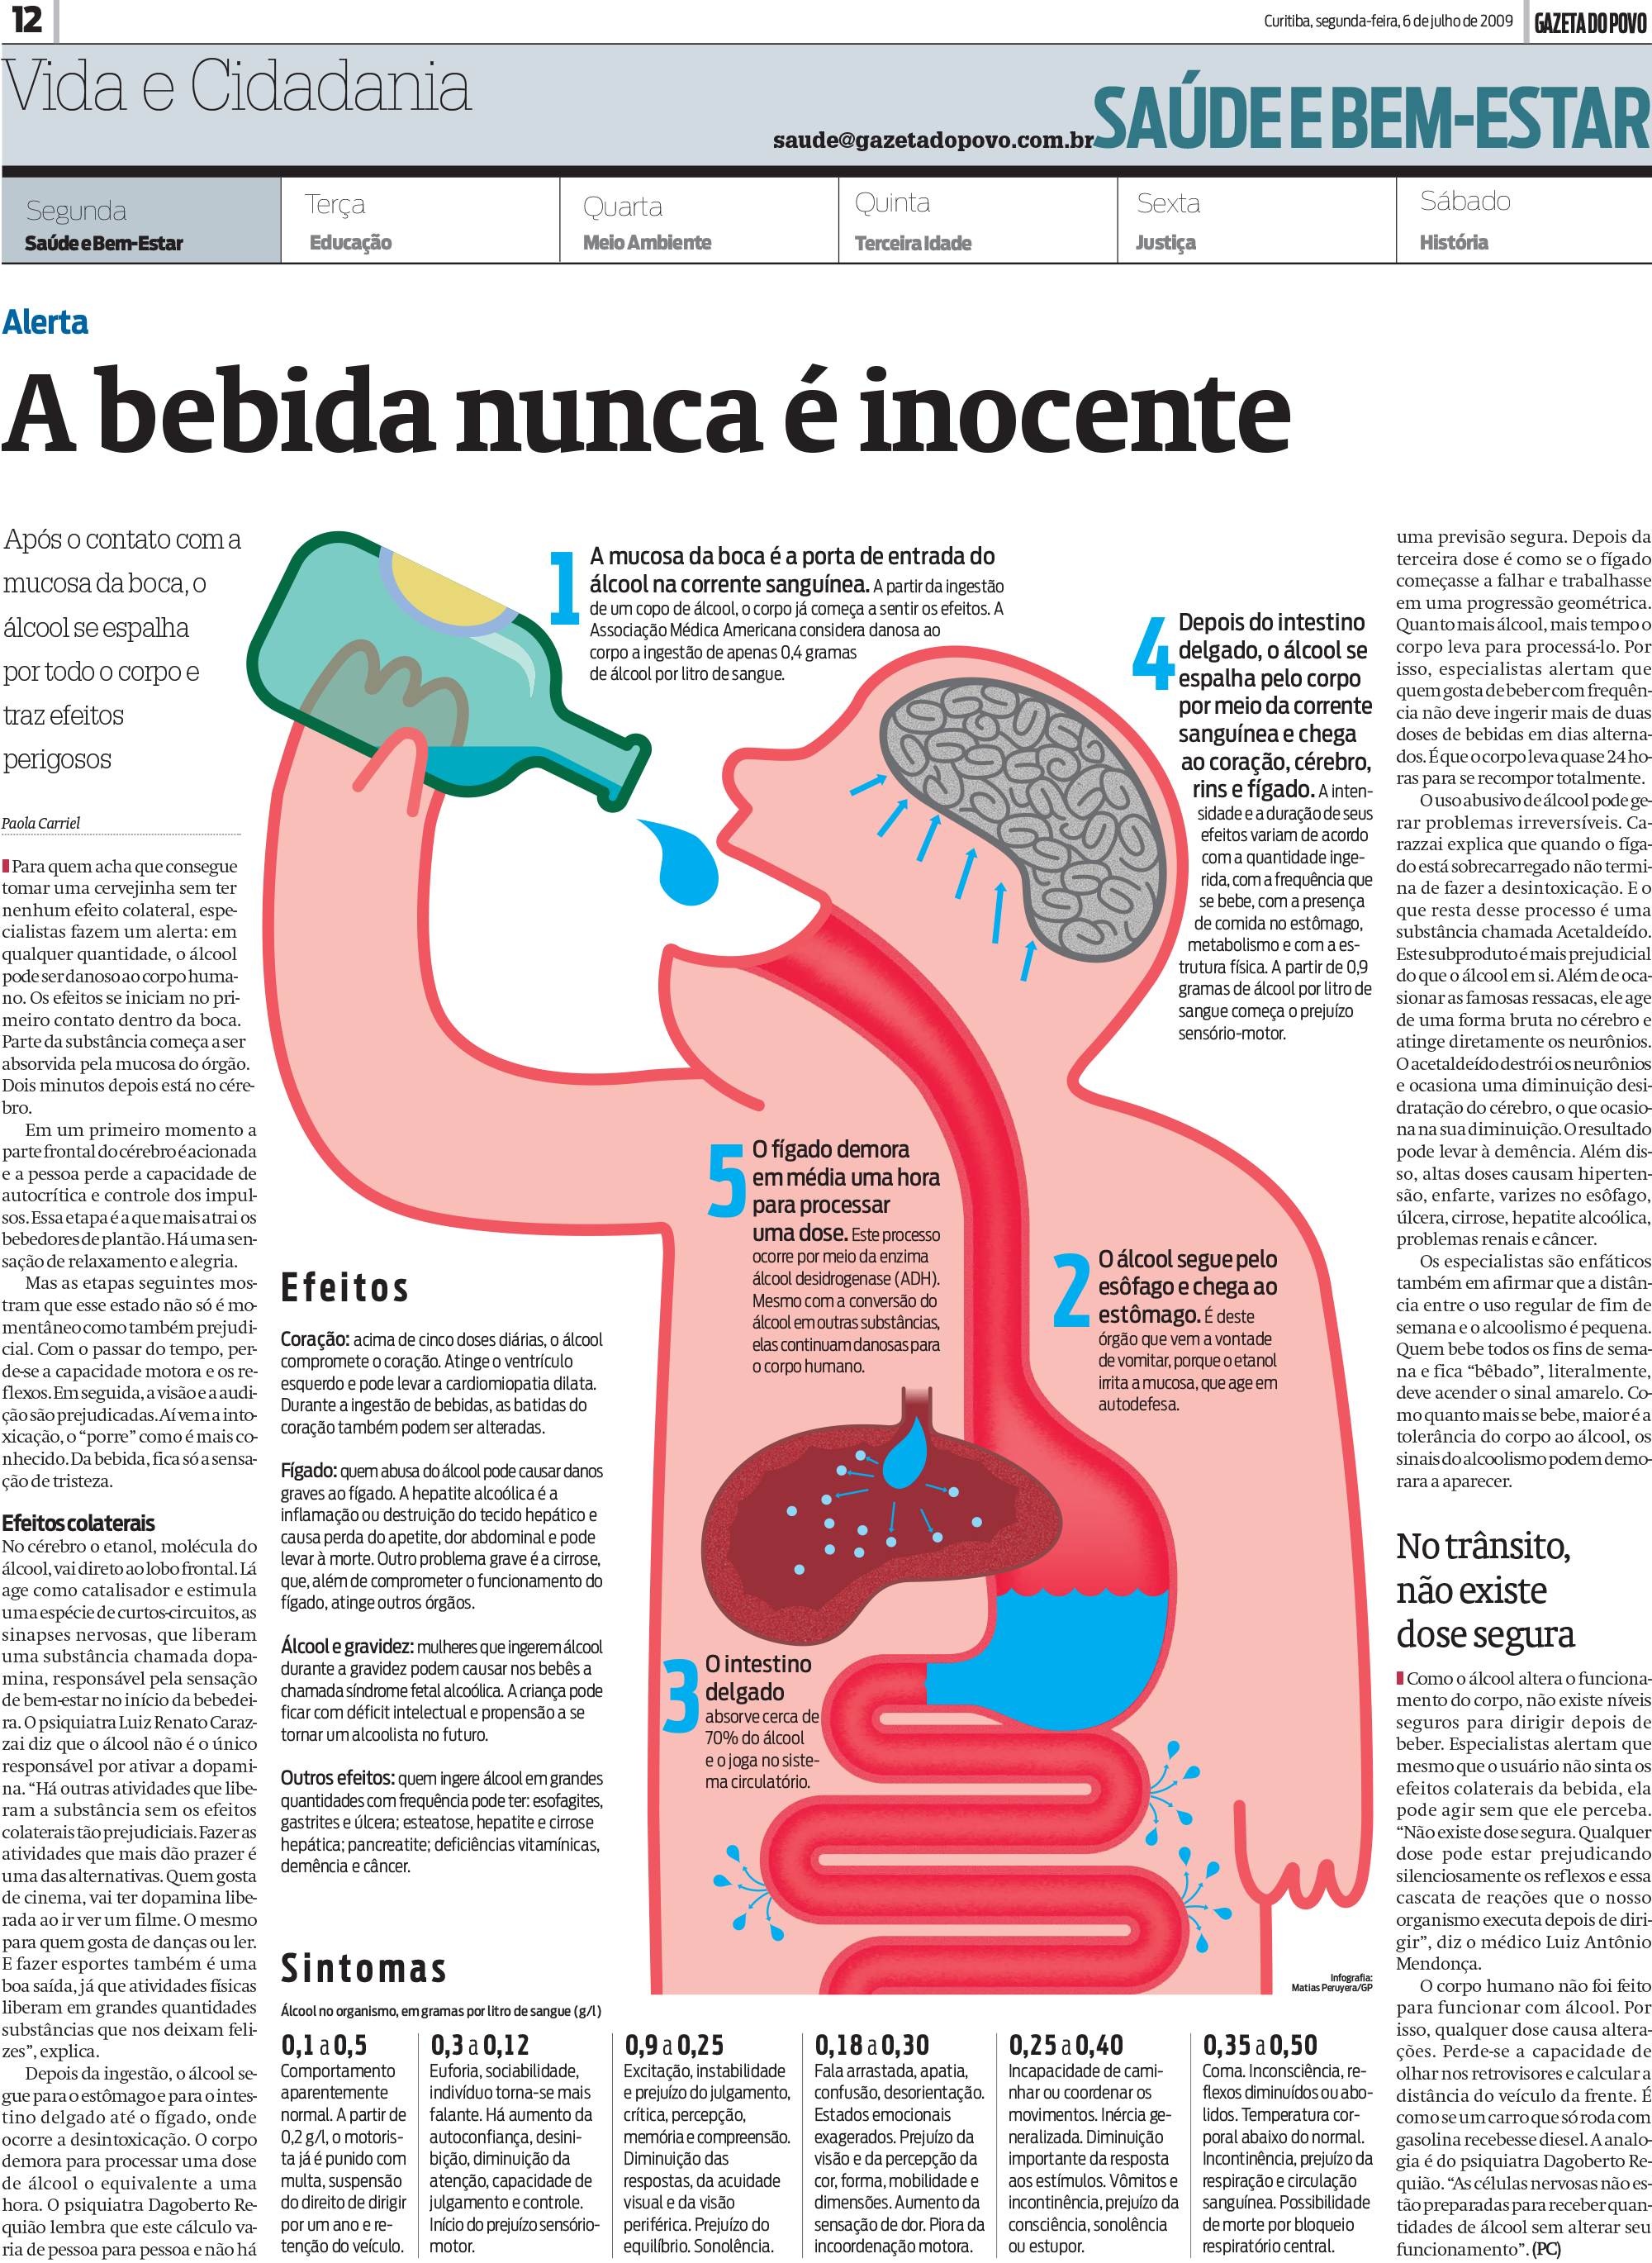 12
Curitiba, segunda-feira, 6 de julho de 2009
GAZETA DO POVO
Vida e Cidadania
saude@gazetadopovo.com.br
SAÚDE E BEM-ESTAR
Segunda
Saúde e Bem-Estar
Terça
Educação
Quarta
Meio Ambiente
Quinta
Terceira Idade
Sexta
Justiça
Sábado
História
Alerta
A bebida nunca é inocente
Após o contato com a
mucosa da boca, o
álcool se espalha
por todo o corpo e
traz efeitos
perigosos
Paola Carriel
Para quem acha que consegue
tomar uma cervejinha sem ter
nenhum efeito colateral, espe-
cialistas fazem um alerta: em
qualquer quantidade, o álcool
pode ser danoso ao corpo huma-
no. Os efeitos se iniciam no pri-
meiro contato dentro da boca.
Parte da substância começa a ser
absorvida pela mucosa do órgão.
Dois minutos depois está no cére-
bro.
Em um primeiro momento a
parte frontal do cérebro é acionada
e a pessoa perde a capacidade de
autocrítica e controle dos impul-
sos. Essa etapa é a que mais atrai os
bebedores de plantão. Há uma sen-
sação de relaxamento e alegria.
Mas as etapas seguintes mos-
tram que esse estado não só é mo-
mentâneo como também prejudi-
cial. Com o passar do tempo, per-
de-se a capacidade motora e os re-
flexos. Em seguida, a visão e a audi-
ção são prejudicadas. Aí vem a into-
xicação, o “porre” como é mais co-
nhecido. Da bebida, fica só a sensa-
ção de tristeza.
Efeitos colaterais
No cérebro o etanol, molécula do
álcool, vai direto ao lobo frontal. Lá
age como catalisador e estimula
uma espécie de curtos-circuitos, as
sinapses nervosas, que liberam
uma substância chamada dopa-
mina, responsável pela sensação
de bem-estar no início da bebedei-
ra. O psiquiatra Luiz Renato Caraz-
zai diz que o álcool não é o único
responsável por ativar a dopami-
na. “Há outras atividades que libe-
ram a substância sem os efeitos
colaterais tão prejudiciais. Fazer as
atividades que mais dão prazer é
uma das alternativas. Quem gosta
de cinema, vai ter dopamina libe-
rada ao ir ver um filme. O mesmo
para quem gosta de danças ou ler.
E fazer esportes também é uma
boa saída, já que atividades físicas
liberam em grandes quantidades
substâncias que nos deixam feli-
zes”, explica.
Depois da ingestão, o álcool se-
gue para o estômago e para o intes-
tino delgado até o fígado, onde
ocorre a desintoxicação. O corpo
demora para processar uma dose
de álcool o equivalente a uma
hora. O psiquiatra Dagoberto Re-
quião lembra que este cálculo va-
ria de pessoa para pessoa e não há
1
A mucosa da boca é a porta de entrada do
álcool na corrente sanguínea. A partir da ingestão
de um copo de álcool, o corpo já começa a sentir os efeitos. A
Associação Médica Americana considera danosa ao
corpo a ingestão de apenas 0,4 gramas
de álcool por litro de sangue.
4
Depois do intestino
delgado, o álcool se
espalha pelo corpo
por meio da corrente
sanguínea e chega
ao coração, cérebro,
rins e fígado. A inten-
sidade e a duração de seus
efeitos variam de acordo
com a quantidade inge-
rida, com a frequência que
se bebe, com a presença
de comida no estômago,
metabolismo e com a es-
trutura física. A partir de 0,9
gramas de álcool por litro de
sangue começa o prejuízo
sensório-motor.
5
O fígado demora
em média uma hora
para processar
uma dose. Este processo
ocorre por meio da enzima
álcool desidrogenase (ADH).
Mesmo com a conversão do
álcool em outras substâncias,
elas continuam danosas para
o corpo humano.
2
O álcool segue pelo
esôfago e chega ao
estômago. É deste
órgão que vem a vontade
de vomitar, porque o etanol
irrita a mucosa, que age em
autodefesa.
3
O intestino
delgado
absorve cerca de
70% do álcool
e o joga no siste-
ma circulatório.
Efeitos
Coração: acima de cinco doses diárias, o álcool
compromete o coração. Atinge o ventrículo
esquerdo e pode levar a cardiomiopatia dilata.
Durante a ingestão de bebidas, as batidas do
coração também podem ser alteradas.
Fígado: quem abusa do álcool pode causar danos
graves ao fígado. A hepatite alcoólica é a
inflamação ou destruição do tecido hepático e
causa perda do apetite, dor abdominal e pode
levar à morte. Outro problema grave é a cirrose,
que, além de comprometer o funcionamento do
fígado, atinge outros órgãos.
Álcool e gravidez: mulheres que ingerem álcool
durante a gravidez podem causar nos bebês a
chamada síndrome fetal alcoólica. A criança pode
ficar com déficit intelectual e propensão a se
tornar um alcoolista no futuro.
Outros efeitos: quem ingere álcool em grandes
quantidades com frequência pode ter: esofagites,
gastrites e úlcera; esteatose, hepatite e cirrose
hepática; pancreatite; deficiências vitamínicas,
demência e câncer.
Infografia:
Matias Peruyera/GP
Sintomas
Álcool no organismo, em gramas por litro de sangue (g/l)
0,1 a 0,5
Comportamento
aparentemente
normal. A partir de
0,2 g/l, o motoris-
ta já é punido com
multa, suspensão
do direito de dirigir
por um ano e re-
tenção do veículo.
0,3 a 0,12
Euforia, sociabilidade,
indivíduo torna-se mais
falante. Há aumento da
autoconfiança, desini-
bição, diminuição da
atenção, capacidade de
julgamento e controle.
Início do prejuízo sensório-
motor.
0,9 a 0,25
Excitação, instabilidade
e prejuízo do julgamento,
crítica, percepção,
memória e compreensão.
Diminuição das
respostas, da acuidade
visual e da visão
periférica. Prejuízo do
equilíbrio. Sonolência.
0,18 a 0,30
Fala arrastada, apatia,
confusão, desorientação.
Estados emocionais
exagerados. Prejuízo da
visão e da percepção da
cor, forma, mobilidade e
dimensões. Aumento da
sensação de dor. Piora da
incoordenação motora.
0,25 a 0,40
Incapacidade de cami-
nhar ou coordenar os
movimentos. Inércia ge-
neralizada. Diminuição
importante da resposta
aos estímulos. Vômitos e
incontinência, prejuízo da
consciência, sonolência
ou estupor.
0,35 a 0,50
Coma. Inconsciência, re-
flexos diminuídos ou abo-
lidos. Temperatura cor-
poral abaixo do normal.
Incontinência, prejuízo da
respiração e circulação
sanguínea. Possibilidade
de morte por bloqueio
respiratório central.
uma previsão segura. Depois da
terceira dose é como se o fígado
começasse a falhar e trabalhasse
em uma progressão geométrica.
Quanto mais álcool, mais tempo o
corpo leva para processá-lo. Por
isso, especialistas alertam que
quem gosta de beber com frequên-
cia não deve ingerir mais de duas
doses de bebidas em dias alterna-
dos. É que o corpo leva quase 24 ho-
ras para se recompor totalmente.
O uso abusivo de álcool pode ge-
rar problemas irreversíveis. Ca-
razzai explica que quando o fíga-
do está sobrecarregado não termi-
na de fazer a desintoxicação. E o
que resta desse processo é uma
substância chamada Acetaldeído.
Este subproduto é mais prejudicial
do que o álcool em si. Além de oca-
sionar as famosas ressacas, ele age
de uma forma bruta no cérebro e
atinge diretamente os neurônios.
O acetaldeído destrói os neurônios
e ocasiona uma diminuição desi-
dratação do cérebro, o que ocasio-
na na sua diminuição. O resultado
pode levar à demência. Além dis-
so, altas doses causam hiperten-
são, enfarte, varizes no esôfago,
úlcera, cirrose, hepatite alcoólica,
problemas renais e câncer.
Os especialistas são enfáticos
também em afirmar que a distân-
cia entre o uso regular de fim de
semana e o alcoolismo é pequena.
Quem bebe todos os fins de sema-
na e fica “bêbado”, literalmente,
deve acender o sinal amarelo. Co-
mo quanto mais se bebe, maior é a
tolerância do corpo ao álcool, os
sinais do alcoolismo podem demo-
rara a aparecer.
No trânsito,
não existe
dose segura
Como o álcool altera o funciona-
mento do corpo, não existe níveis
seguros para dirigir depois de
beber. Especialistas alertam que
mesmo que o usuário não sinta os
efeitos colaterais da bebida, ela
pode agir sem que ele perceba.
“Não existe dose segura. Qualquer
dose pode estar prejudicando
silenciosamente os reflexos e essa
cascata de reações que o nosso
organismo executa depois de diri-
gir”, diz o médico Luiz Antônio
Mendonça.
O corpo humano não foi feito
para funcionar com álcool. Por
isso, qualquer dose causa altera-
ções. Perde-se a capacidade de
olhar nos retrovisores e calcular a
distância do veículo da frente. É
como se um carro que só roda com
gasolina recebesse diesel. A analo-
gia é do psiquiatra Dagoberto Re-
quião. “As células nervosas não es-
tão preparadas para receber quan-
tidades de álcool sem alterar seu
funcionamento”. (PC)